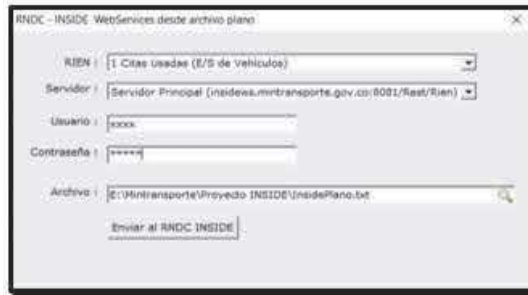 RNDC - INSIDE WebServices desde archivo plano
RIEN : 1 Citas Usadas (E/S de Vehículos)
Servidor : Servidor Principal (insidews.mintransporte.gov.co:8081/Rest/Rien)
Usuario : xxxx
Contraseña : *****
Archivo : E:\Mintransporte\Proyecto INSIDE\InsidePlano.txt
Enviar al RNDC INSIDE